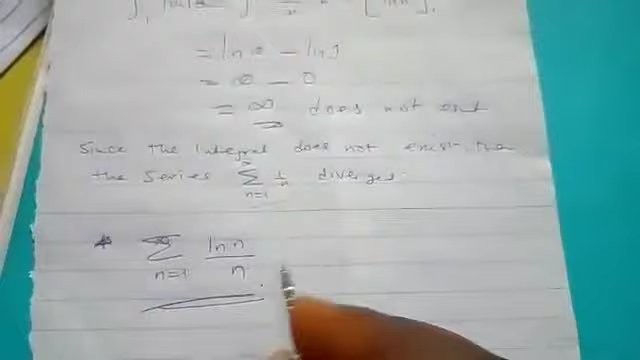 = ln ∞ - ln 1
= ∞ - 0
= ∞ does not exist
Since the integral does not exist then
the series ∑ n=1 ∞ 1/n diverges
* ∑ n=1 ∞ ln n / n